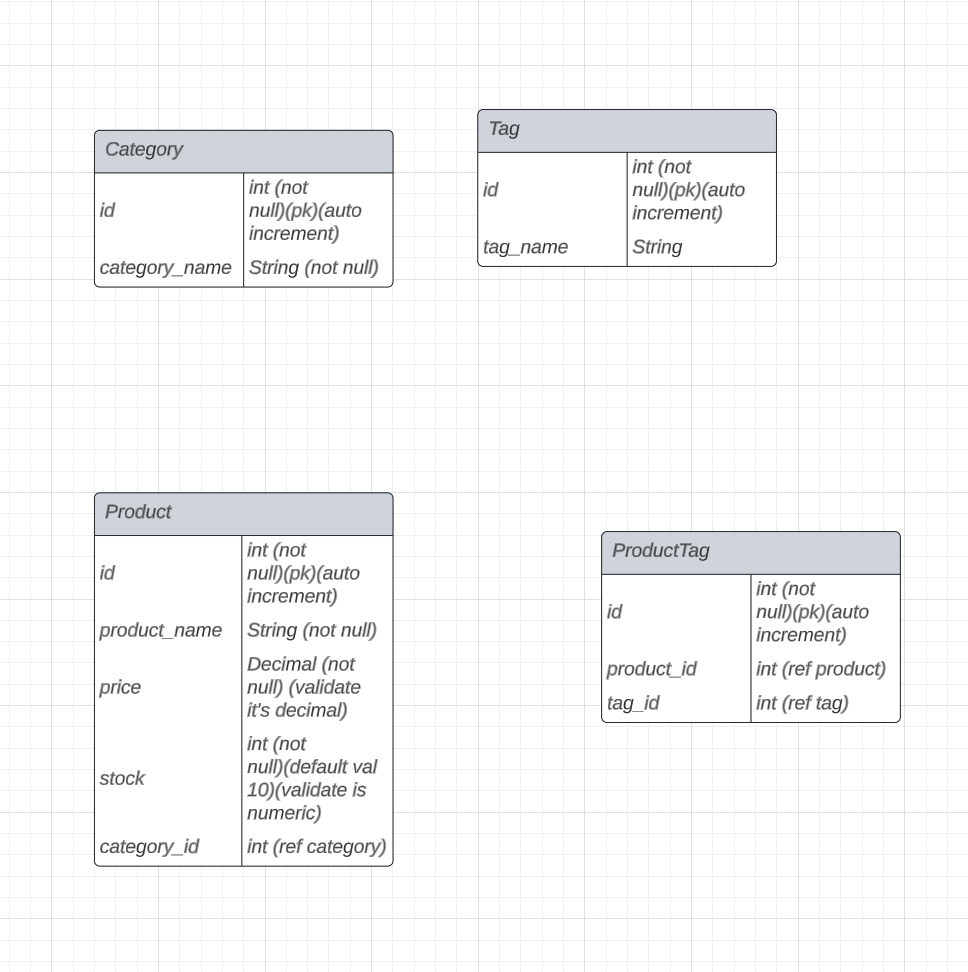 Category
id
int (not
null)(pk)(auto
increment)
category_name
String (not null)
Tag
id
int (not
null)(pk)(auto
increment)
tag_name
String
Product
id
int (not
null)(pk)(auto
increment)
product_name
String (not null)
price
Decimal (not
null) (validate
it's decimal)
stock
int (not
null)(default val
10)(validate is
numeric)
category_id
int (ref category)
ProductTag
id
int (not
null)(pk)(auto
increment)
product_id
int (ref product)
tag_id
int (ref tag)